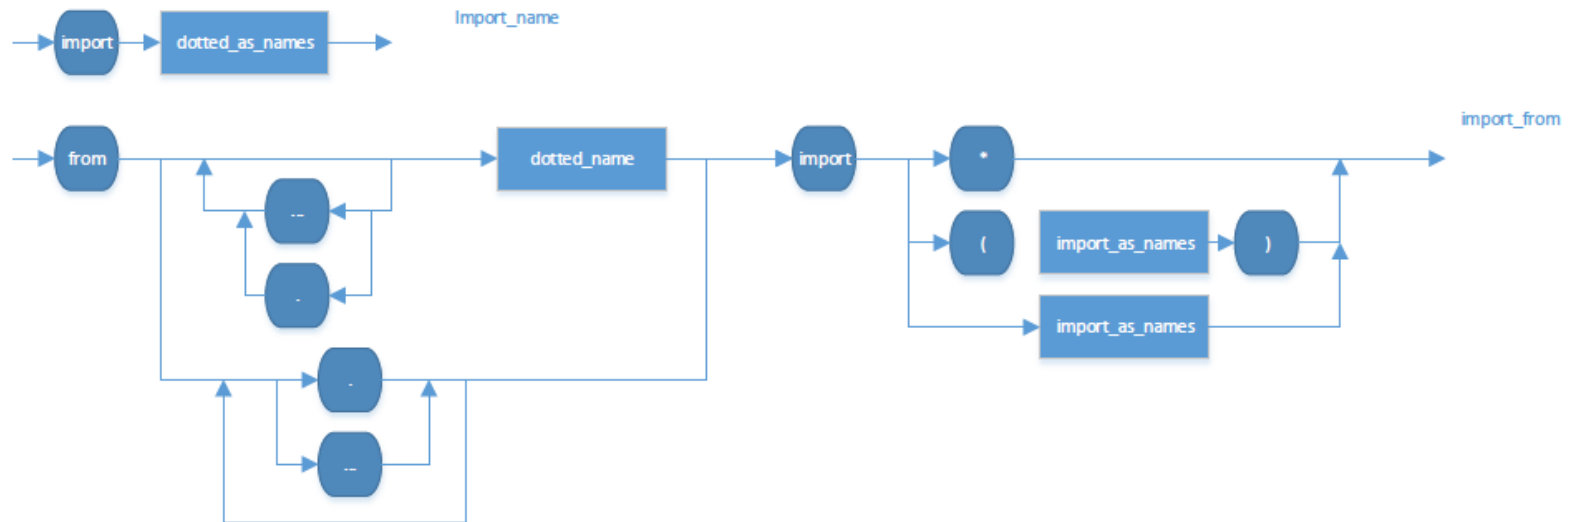 Import_name
import
dotted_as_names
import_from
from
dotted_name
import
*
...
(
import_as_names
)
.
import_as_names
.
...